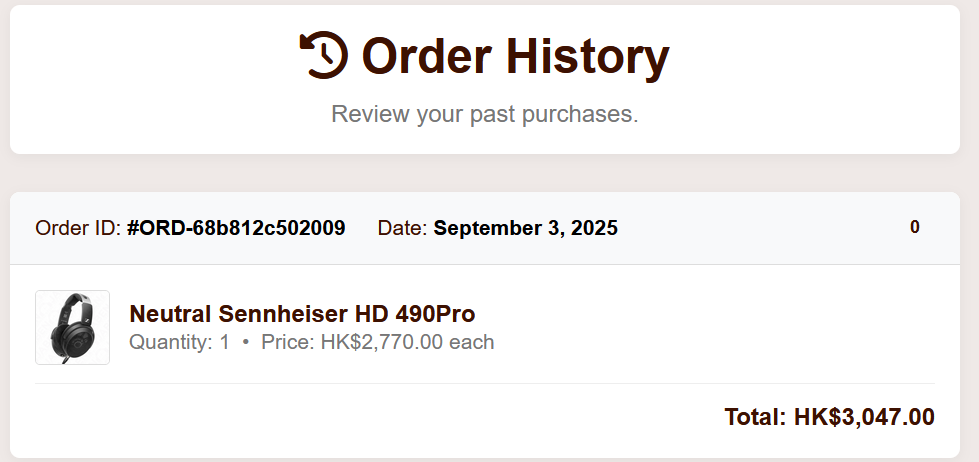 Order History
Review your past purchases.
Order ID: #ORD-68b812c502009 Date: September 3, 2025 0
Neutral Sennheiser HD 490Pro
Quantity: 1 • Price: HK$2,770.00 each
Total: HK$3,047.00